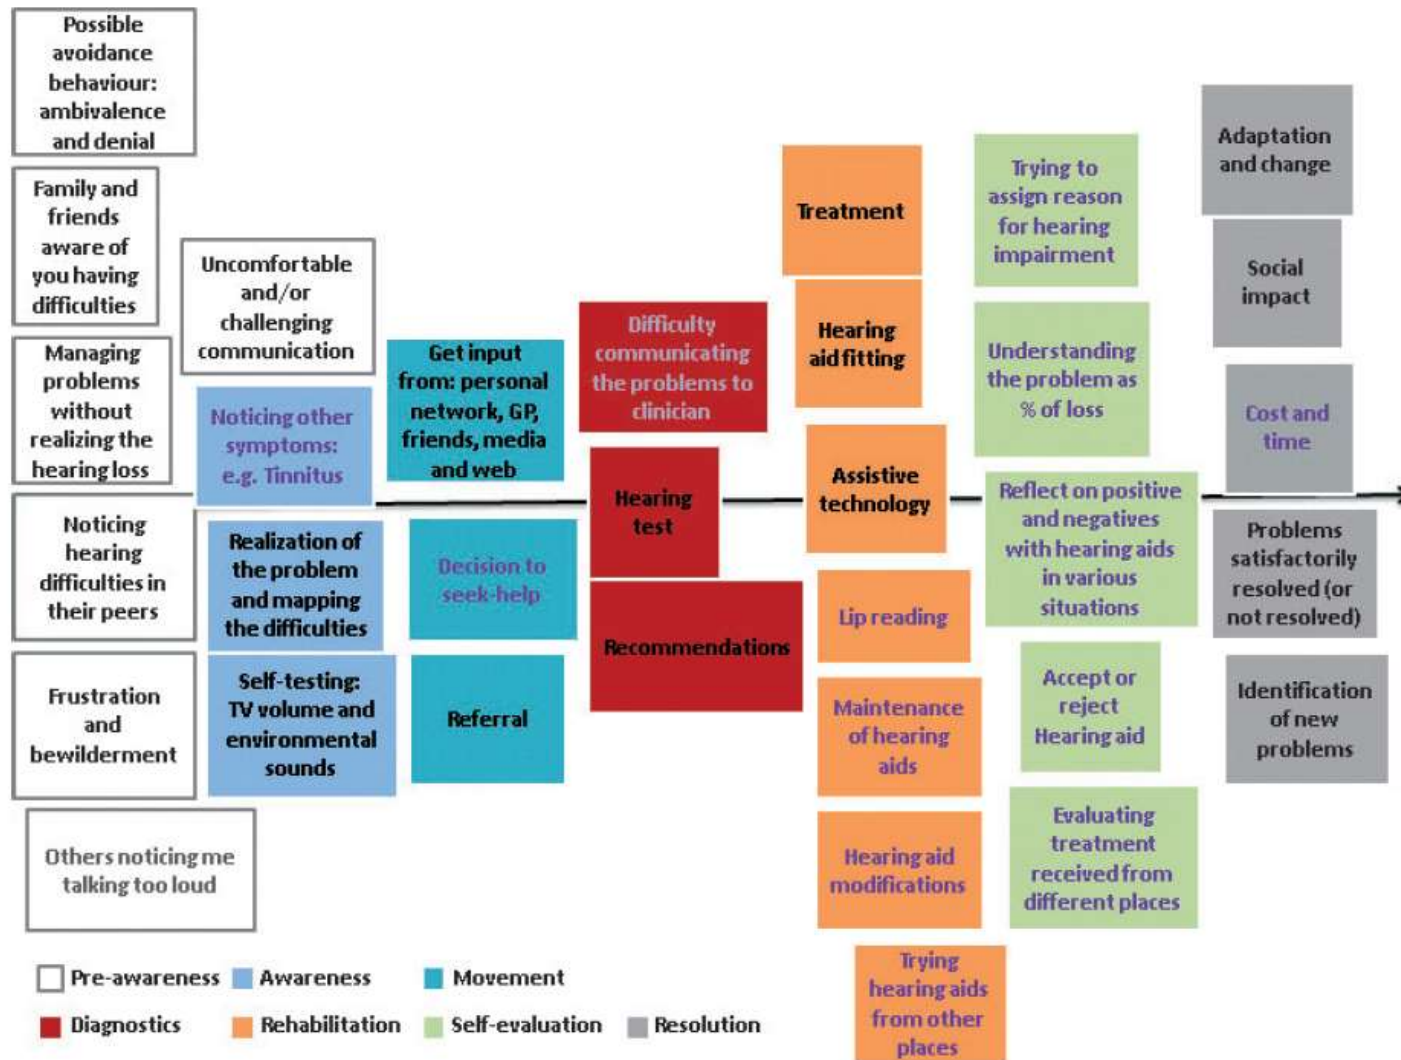 Possible
avoidance
behaviour:
ambivalence
and denial
Family and
friends
aware of
you having
difficulties
Managing
problems
without
realizing the
hearing loss
Noticing
hearing
difficulties in
their peers
Frustration
and
bewilderment
Others noticing me
talking too loud
Uncomfortable
and/or
challenging
communication
Noticing other
symptoms:
e.g. Tinnitus
Realization of
the problem
and mapping
the difficulties
Self-testing:
TV volume and
environmental
sounds
Get input
from: personal
network, GP,
friends, media
and web
Decision to
seek-help
Referral
Difficulty
communicating
the problems to
clinician
Hearing
test
Recommendations
Treatment
Hearing
aid fitting
Assistive
technology
Lip reading
Maintenance
of hearing
aids
Hearing aid
modifications
Trying
hearing aids
from other
places
Trying to
assign reason
for hearing
impairment
Understanding
the problem as
% of loss
Reflect on positive
and negatives
with hearing aids
in various
situations
Accept or
reject
Hearing aid
Evaluating
treatment
received from
different places
Adaptation
and change
Social
impact
Cost and
time
Problems
satisfactorily
resolved (or
not resolved)
Identification
of new
problems
Pre-awareness
Awareness
Movement
Diagnostics
Rehabilitation
Self-evaluation
Resolution